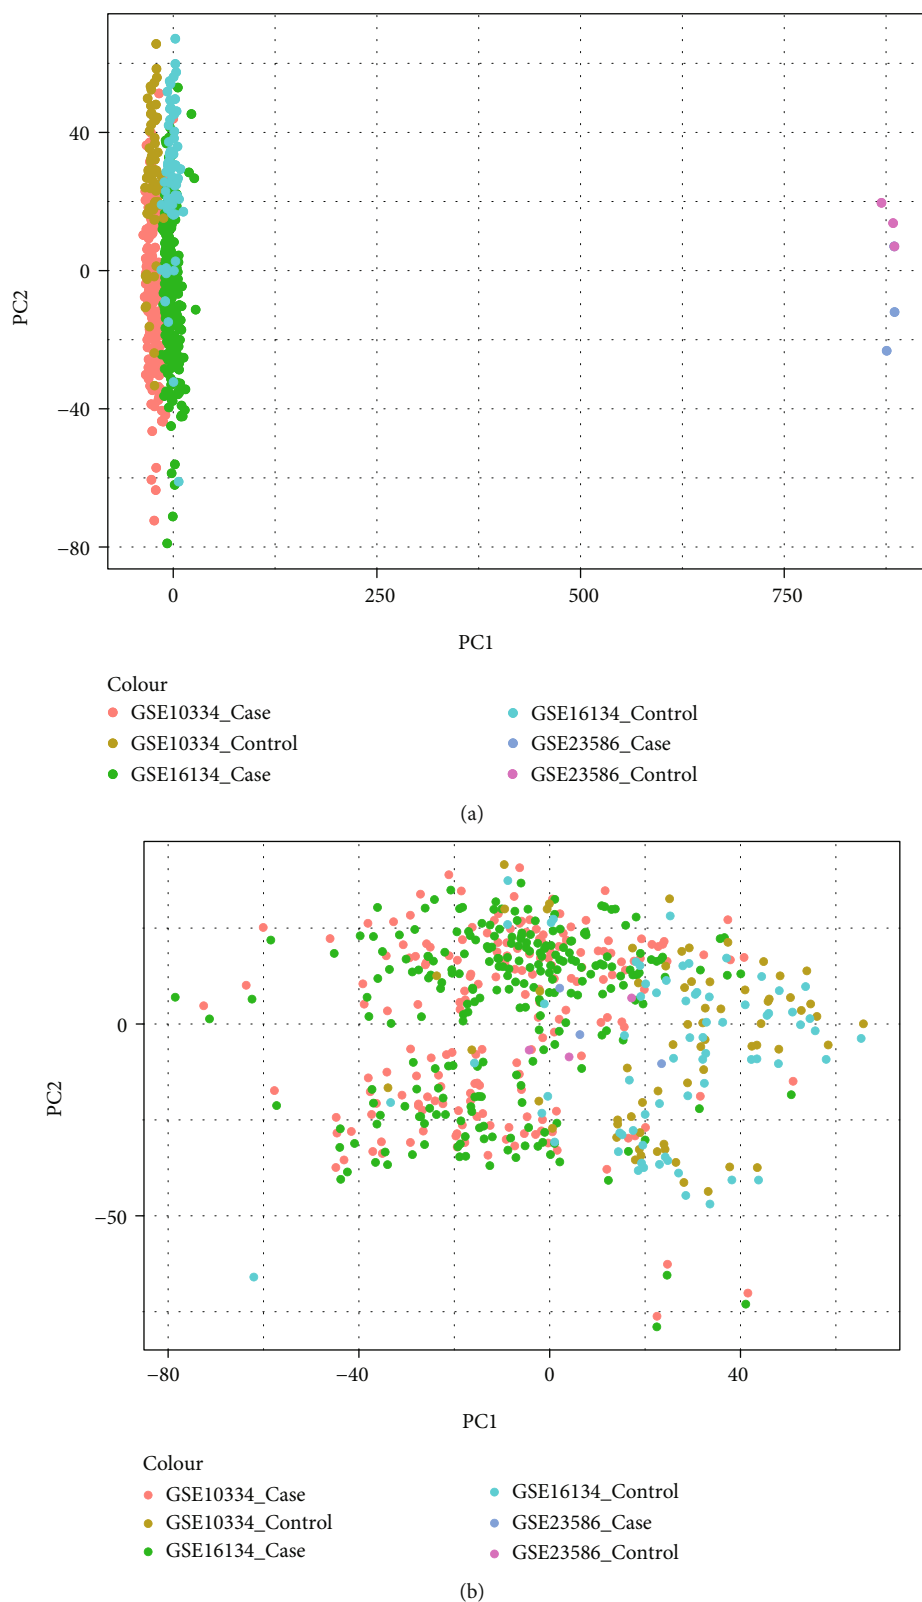 40
0
−40
−80
PC2
0
250
500
750
PC1
Colour
GSE10334_Case
GSE10334_Control
GSE16134_Case
GSE16134_Control
GSE23586_Case
GSE23586_Control
(a)
0
−50
PC2
−80
−40
0
40
PC1
Colour
GSE10334_Case
GSE10334_Control
GSE16134_Case
GSE16134_Control
GSE23586_Case
GSE23586_Control
(b)